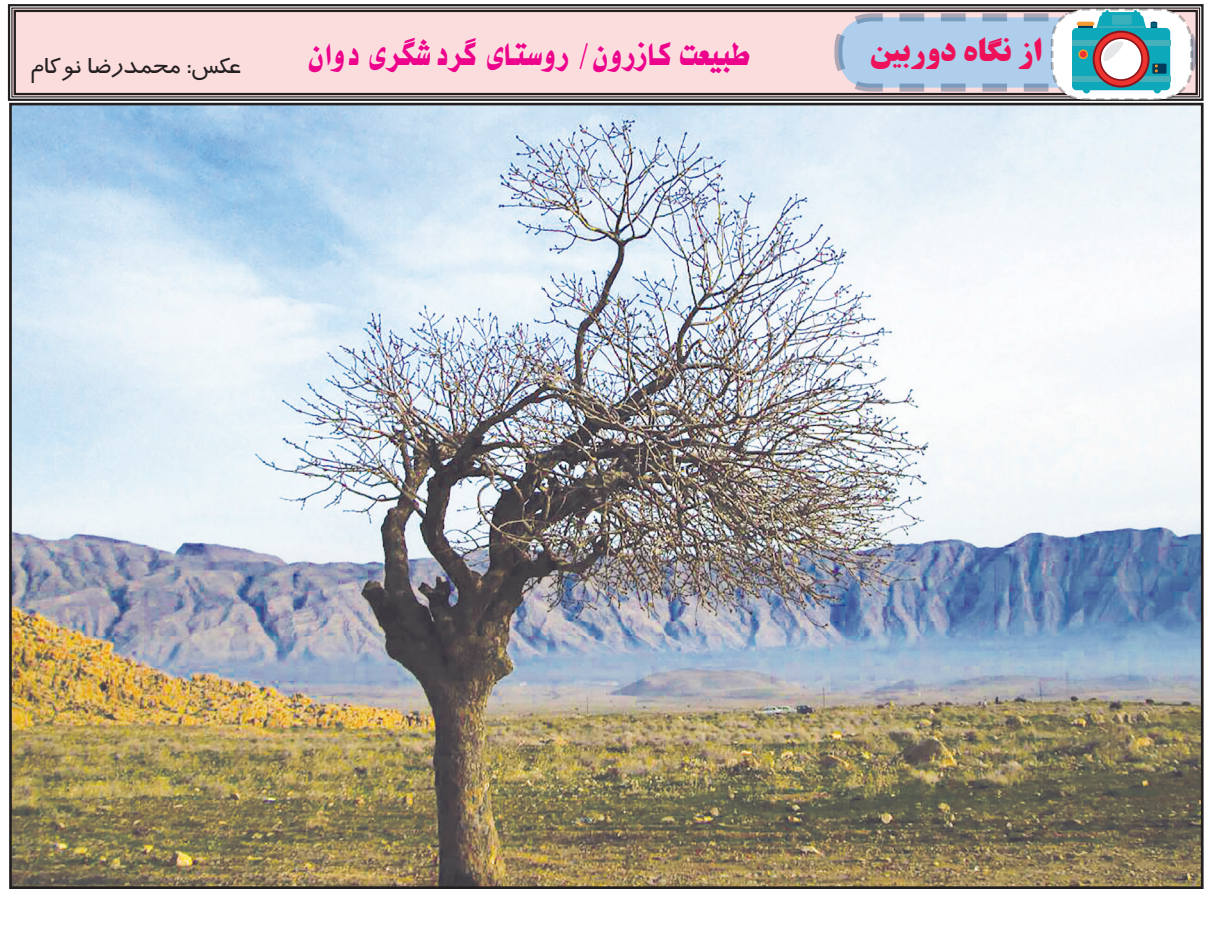 از نگاه دوربین
طبیعت کازرون/ روستای گردشگری دوان
عکس: محمدرضا نوکام